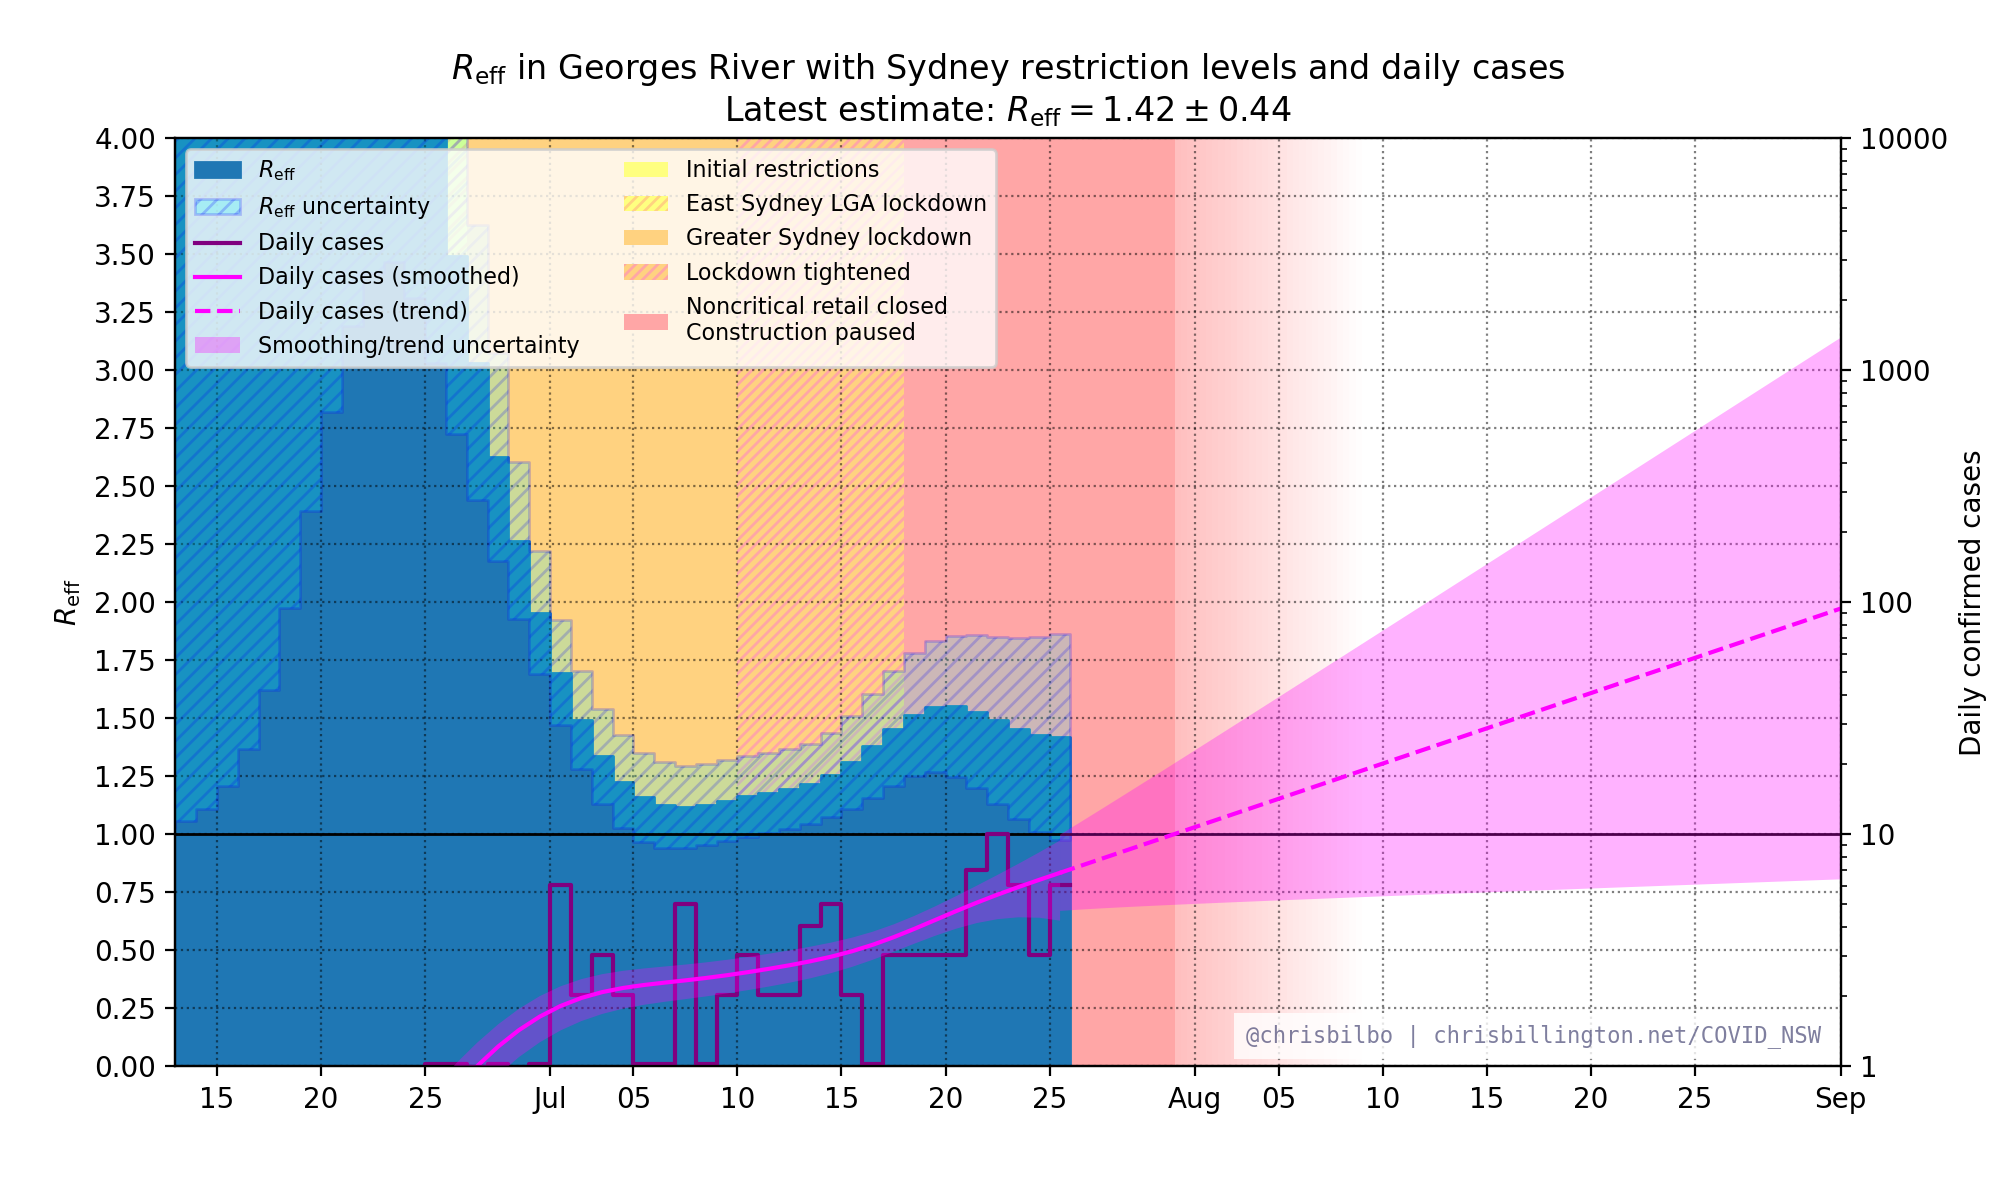 Reff in Georges River with Sydney restriction levels and daily cases
Latest estimate: Reff = 1.42 ± 0.44
4.00
3.75
3.50
3.25
3.00
2.75
2.50
2.25
2.00
1.75
1.50
1.25
1.00
0.75
0.50
0.25
0.00
Reff
Reff
Reff uncertainty
Daily cases
Daily cases (smoothed)
Daily cases (trend)
Smoothing/trend uncertainty
Initial restrictions
East Sydney LGA lockdown
Greater Sydney lockdown
Lockdown tightened
Noncritical retail closed
Construction paused
10000
1000
100
10
1
Daily confirmed cases
@chrisbilbo | chrisbillington.net/COVID_NSW
15 20 25 Jul 05 10 15 20 25 Aug 05 10 15 20 25 Sep